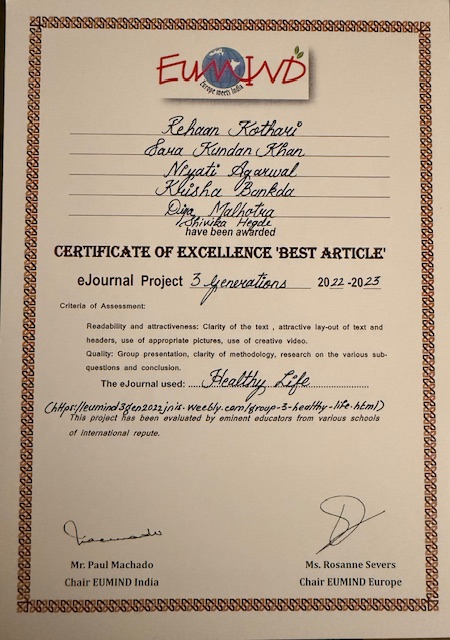 EUMIND
Europe meets India
Rehaan Kothari
Sara Kundan Khan
Niyati Agarwal
Krisha Bankda
Diya Malhotra
Shivika Hegde
have been awarded
CERTIFICATE OF EXCELLENCE 'BEST ARTICLE'
eJournal Project 3 Generations 2022-2023
Criteria of Assessment:
Readability and attractiveness: Clarity of the text , attractive lay-out of text and
headers, use of appropriate pictures, use of creative video.
Quality: Group presentation, clarity of methodology, research on the various sub-
questions and conclusion.
The eJournal used: ....Healthy Life....................
(https://eumind3gen2022jnis.weebly.com/group-3-healthy-life.html)
This project has been evaluated by eminent educators from various schools
of international repute.
Mr. Paul Machado
Chair EUMIND India
Ms. Rosanne Severs
Chair EUMIND Europe